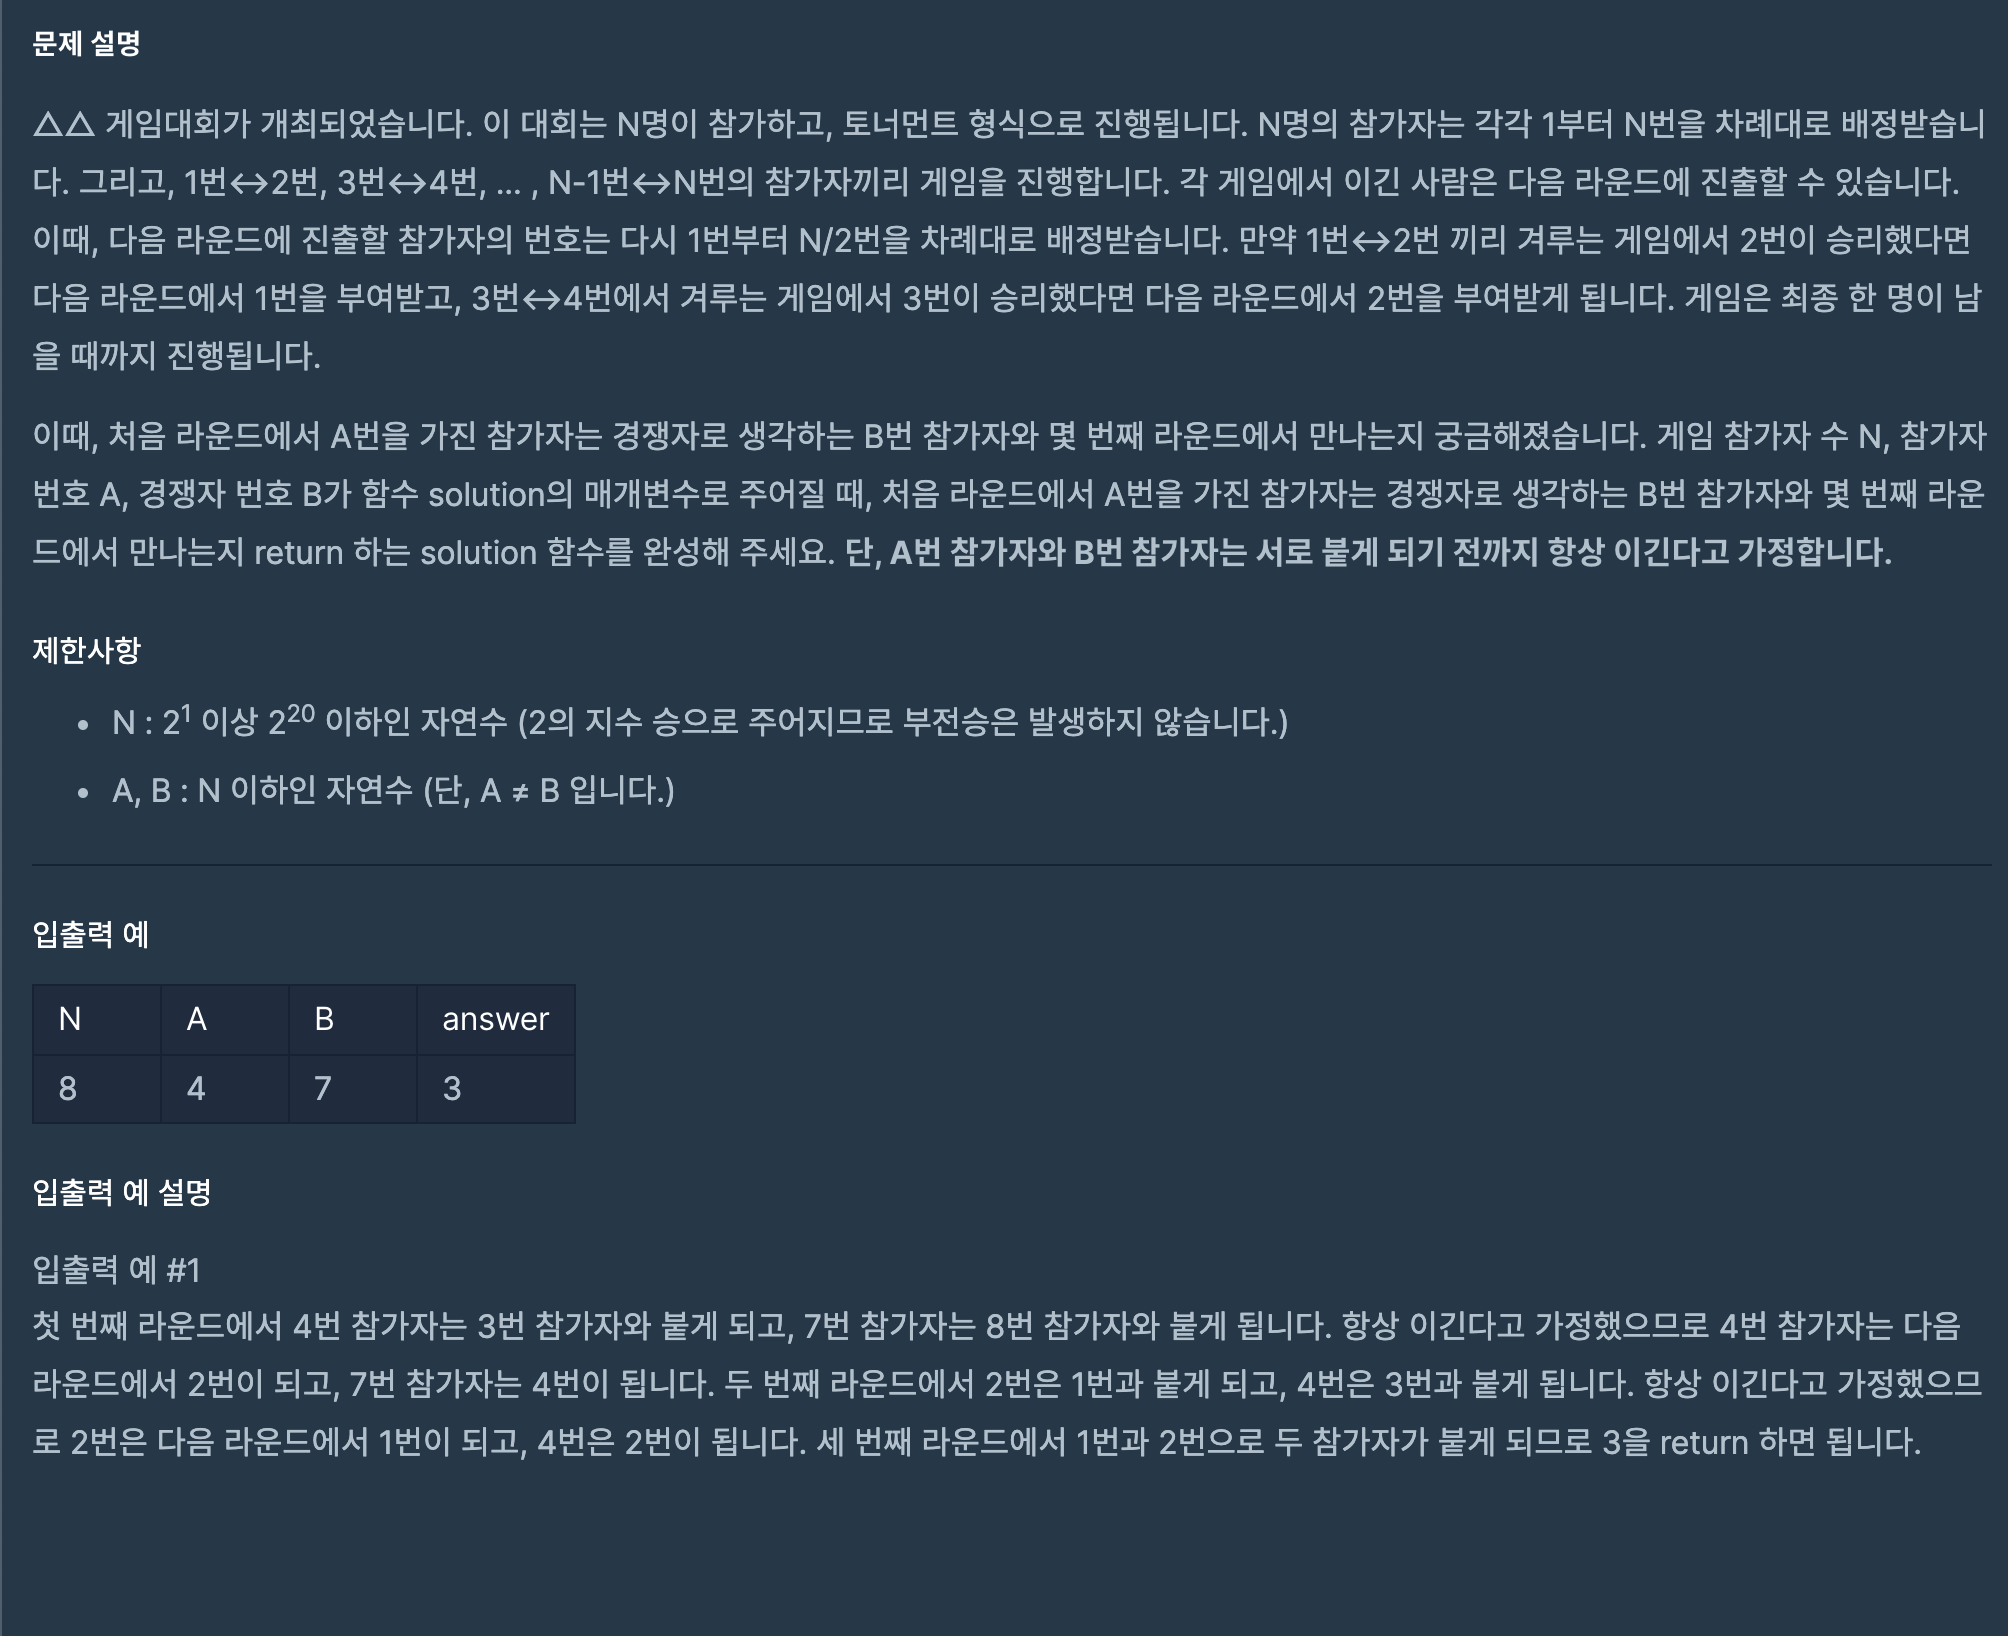 문제 설명
△△ 게임대회가 개최되었습니다. 이 대회는 N명이 참가하고, 토너먼트 형식으로 진행됩니다. N명의 참가자는 각각 1부터 N번을 차례대로 배정받습니
다. 그리고, 1번↔2번, 3번↔4번, ... , N-1번↔N번의 참가자끼리 게임을 진행합니다. 각 게임에서 이긴 사람은 다음 라운드에 진출할 수 있습니다.
이때, 다음 라운드에 진출할 참가자의 번호는 다시 1번부터 N/2번을 차례대로 배정받습니다. 만약 1번↔2번 끼리 겨루는 게임에서 2번이 승리했다면
다음 라운드에서 1번을 부여받고, 3번↔4번에서 겨루는 게임에서 3번이 승리했다면 다음 라운드에서 2번을 부여받게 됩니다. 게임은 최종 한 명이 남
을 때까지 진행됩니다.
이때, 처음 라운드에서 A번을 가진 참가자는 경쟁자로 생각하는 B번 참가자와 몇 번째 라운드에서 만나는지 궁금해졌습니다. 게임 참가자 수 N, 참가자
번호 A, 경쟁자 번호 B가 함수 solution의 매개변수로 주어질 때, 처음 라운드에서 A번을 가진 참가자는 경쟁자로 생각하는 B번 참가자와 몇 번째 라운
드에서 만나는지 return 하는 solution 함수를 완성해 주세요. 단, A번 참가자와 B번 참가자는 서로 붙게 되기 전까지 항상 이긴다고 가정합니다.
제한사항
• N : 2¹ 이상 2²⁰ 이하인 자연수 (2의 지수 승으로 주어지므로 부전승은 발생하지 않습니다.)
• A, B : N 이하인 자연수 (단, A ≠ B 입니다.)
입출력 예
N A B answer
8 4 7 3
입출력 예 설명
입출력 예 #1
첫 번째 라운드에서 4번 참가자는 3번 참가자와 붙게 되고, 7번 참가자는 8번 참가자와 붙게 됩니다. 항상 이긴다고 가정했으므로 4번 참가자는 다음
라운드에서 2번이 되고, 7번 참가자는 4번이 됩니다. 두 번째 라운드에서 2번은 1번과 붙게 되고, 4번은 3번과 붙게 됩니다. 항상 이긴다고 가정했으므
로 2번은 다음 라운드에서 1번이 되고, 4번은 2번이 됩니다. 세 번째 라운드에서 1번과 2번으로 두 참가자가 붙게 되므로 3을 return 하면 됩니다.